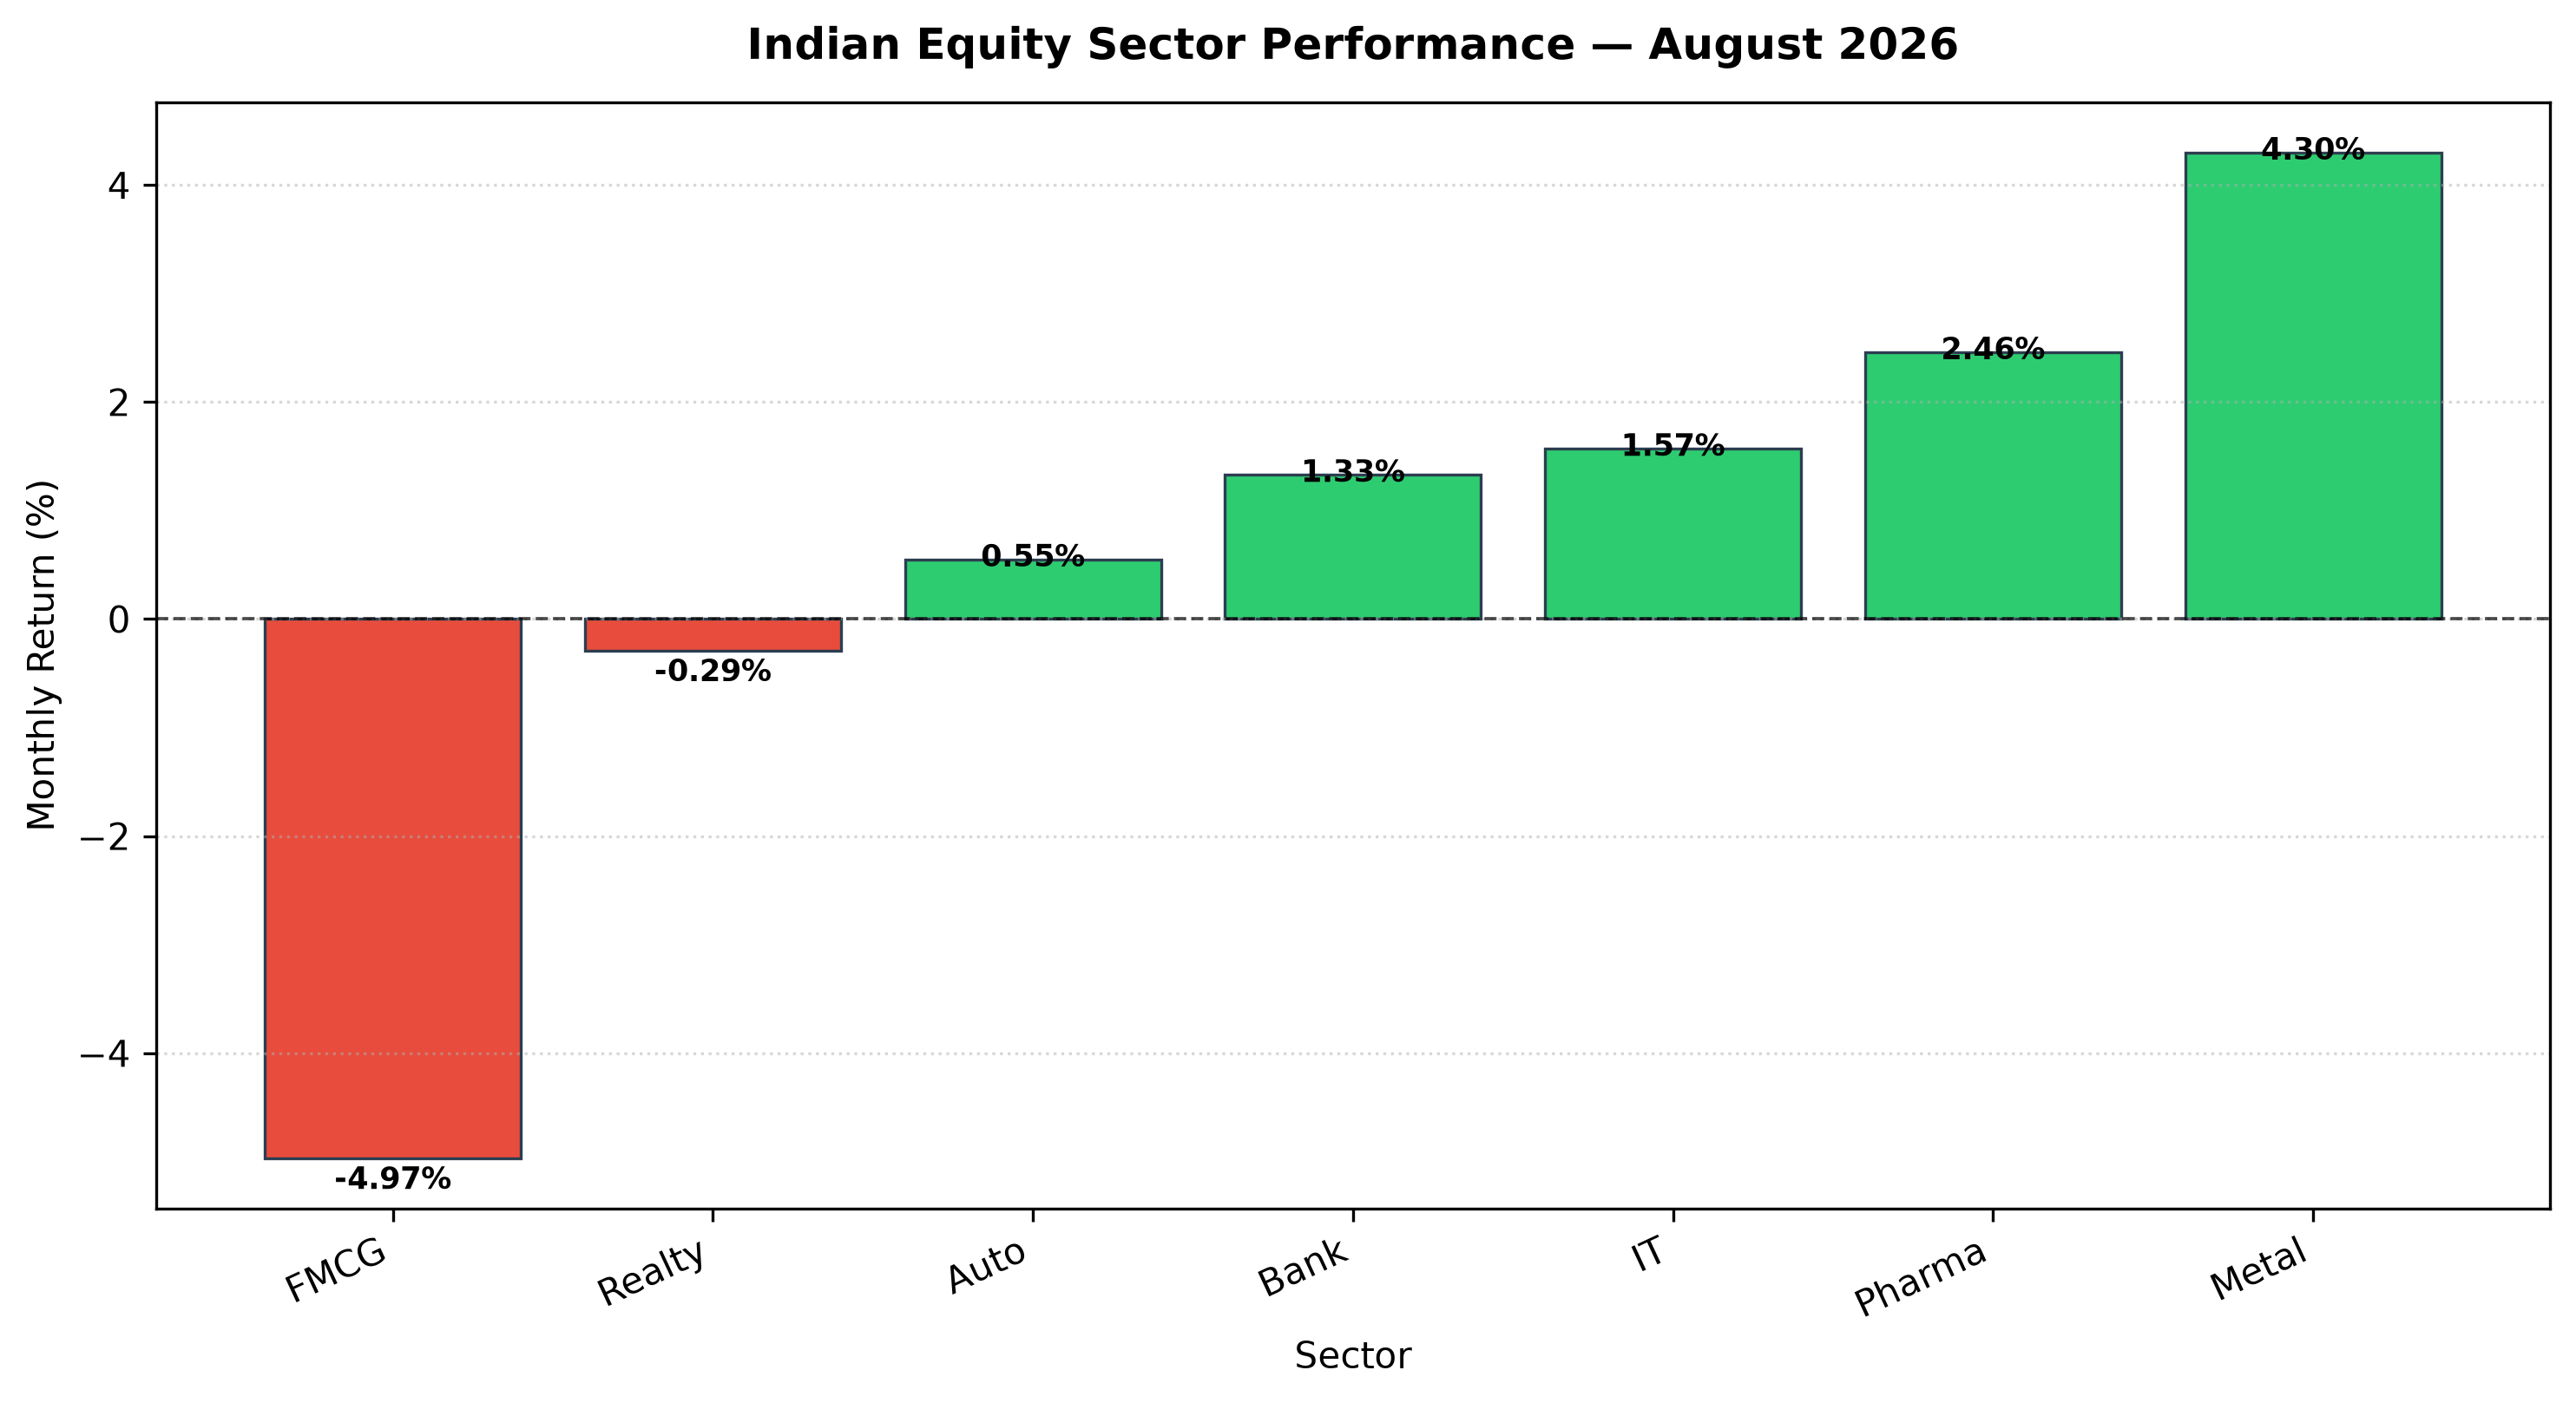 Indian Equity Sector Performance — August 2026
Monthly Return (%)
4
2
0
−2
−4
-4.97%
-0.29%
0.55%
1.33%
1.57%
2.46%
4.30%
FMCG
Realty
Auto
Bank
IT
Pharma
Metal
Sector